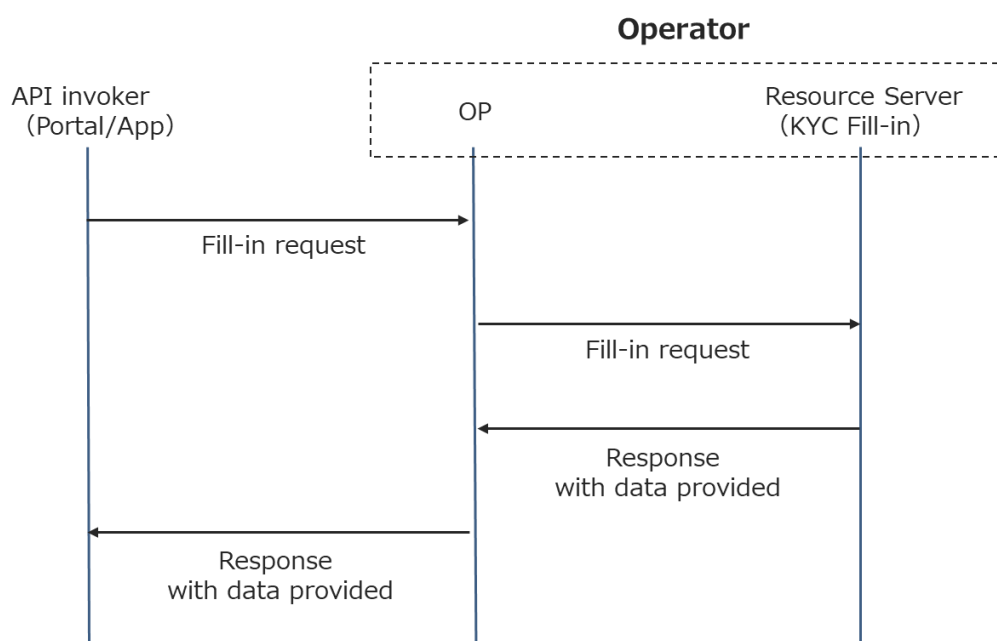 Operator
API invoker
（Portal/App）
OP
Resource Server
（KYC Fill-in）
Fill-in request
Fill-in request
Response
with data provided
Response
with data provided